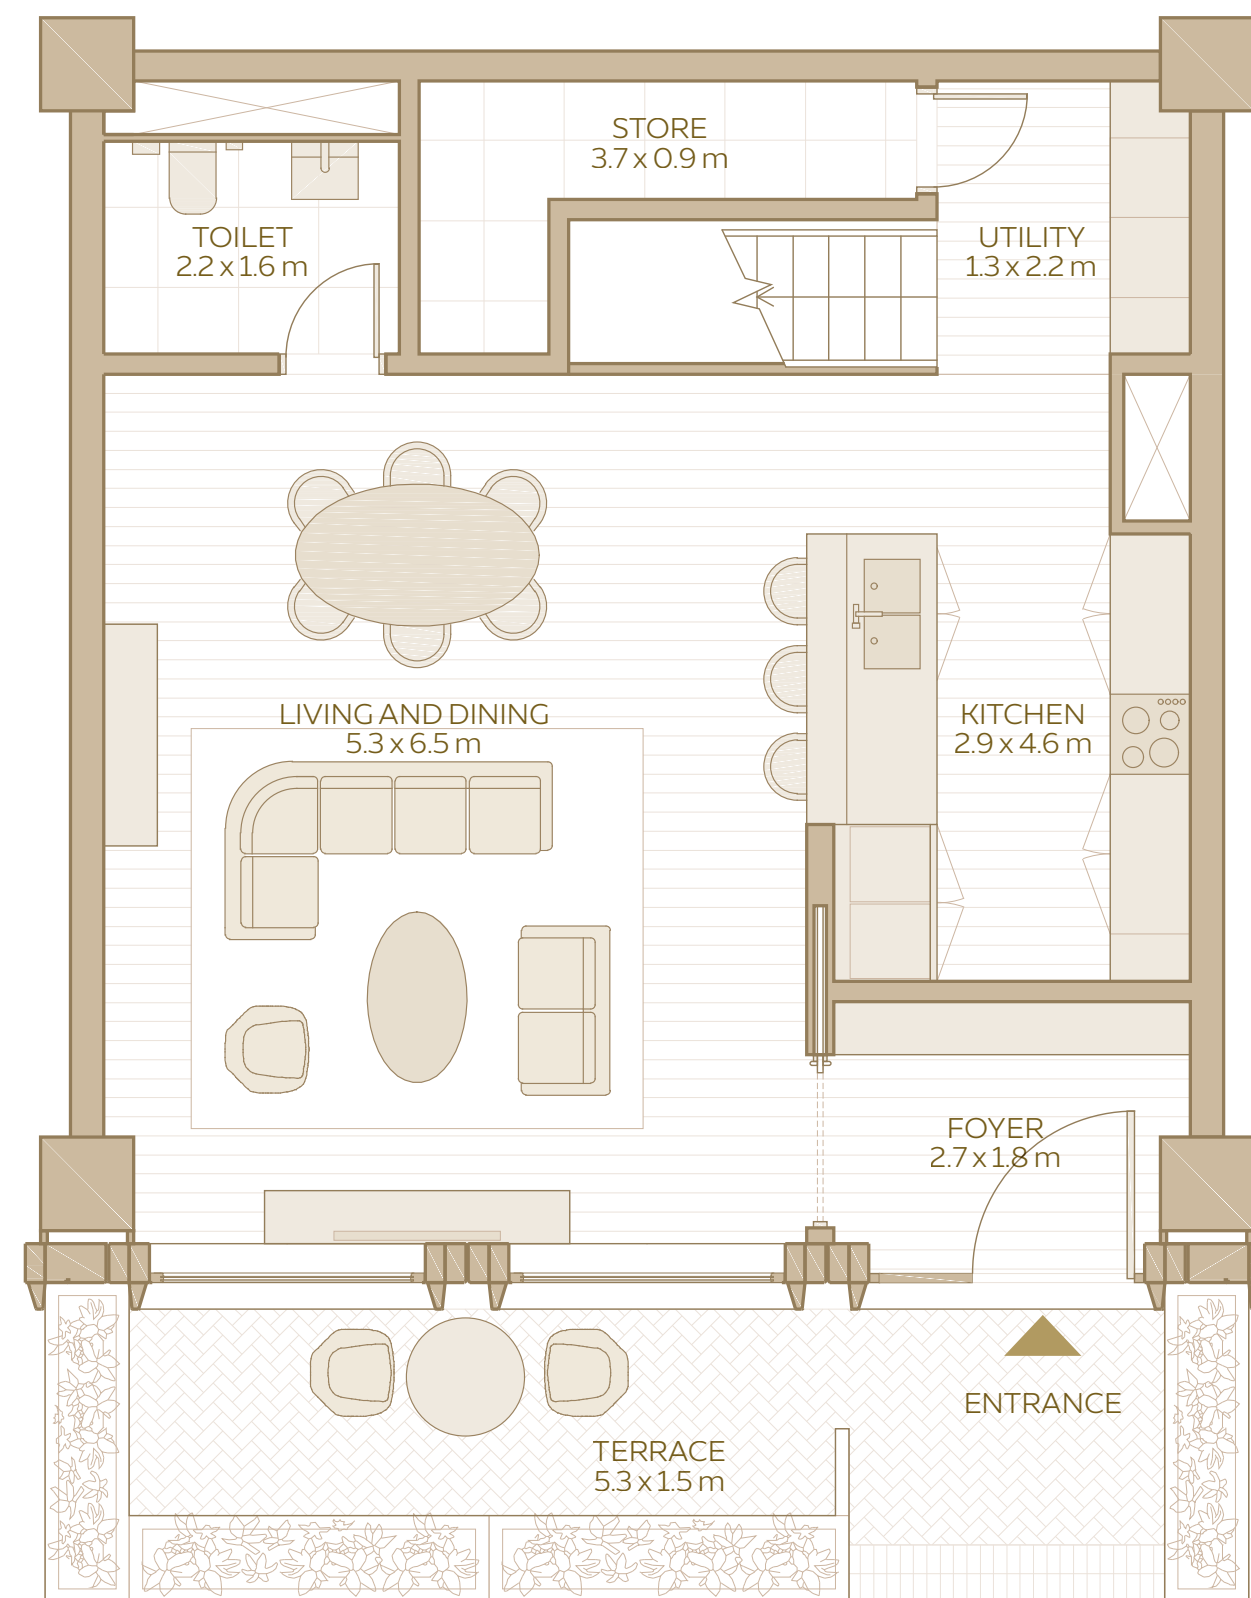 STORE
3.7 x 0.9 m
TOILET
2.2 x 1.6 m
UTILITY
1.3 x 2.2 m
LIVING AND DINING
5.3 x 6.5 m
KITCHEN
2.9 x 4.6 m
FOYER
2.7 x 1.8 m
ENTRANCE
TERRACE
5.3 x 1.5 m